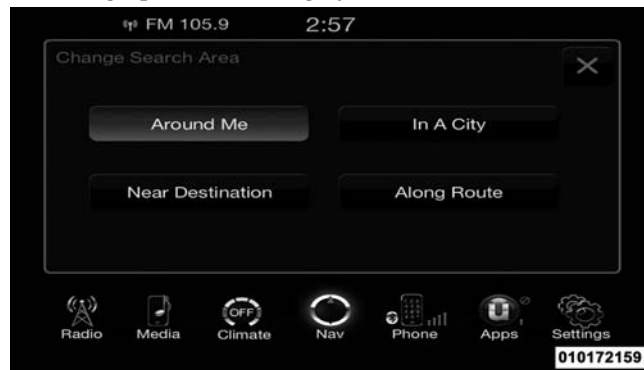 FM 105.9 2:57
Change Search Area
Around Me In A City
Near Destination Along Route
OFF
Radio Media Climate Nav Phone Apps Settings
010172159